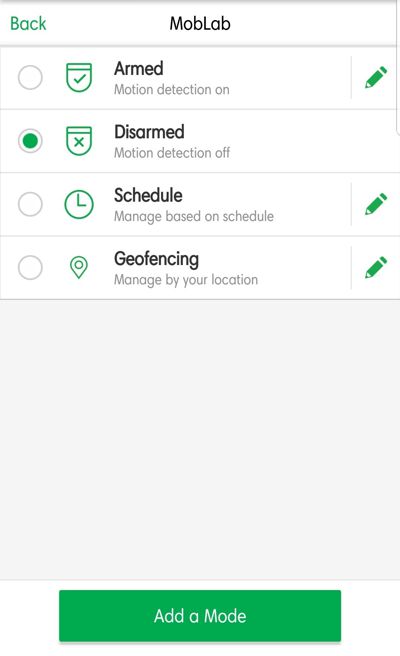 Back
MobLab
Armed
Motion detection on
Disarmed
Motion detection off
Schedule
Manage based on schedule
Geofencing
Manage by your location
Add a Mode